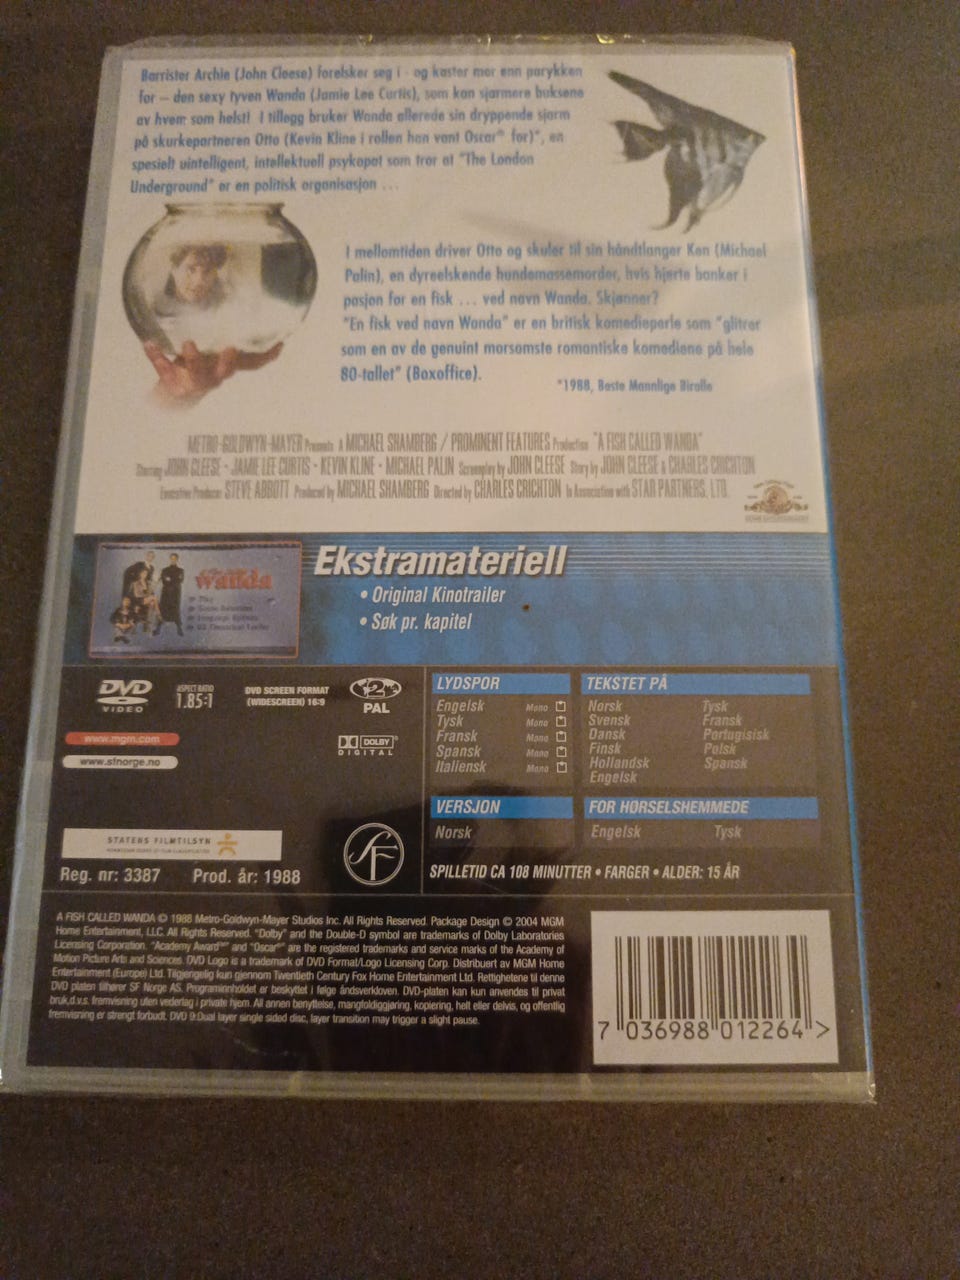 Barrister Archie (John Cleese) forelsker seg i - og kaster mer enn parykken
for – den sexy tyven Wanda (Jamie Lee Curtis), som kan sjarmere buksene
av hvem som helst! I tillegg bruker Wanda allerede sin dryppende sjarm
på skurkepartneren Otto (Kevin Kline i rollen han vant Oscar® for)*, en
spesielt uintelligent, intellektuell psykopat som tror at "The London
Underground" er en politisk organisasjon ...
I mellomtiden driver Otto og skuler til sin håndtlanger Ken (Michael
Palin), en dyreelskende hundemassemorder, hvis hjerte banker i
pasjon for en fisk ... ved navn Wanda. Skjønner?
"En fisk ved navn Wanda" er en britisk komedieperle som "glitrer
som en av de genuint morsomste romantiske komediene på hele
80-tallet" (Boxoffice).
*1988, Beste Mannlige Birolle
METRO-GOLDWYN-MAYER Presents A MICHAEL SHAMBERG / PROMINENT FEATURES Production "A FISH CALLED WANDA"
Starring JOHN CLEESE · JAMIE LEE CURTIS · KEVIN KLINE · MICHAEL PALIN Screenplay by JOHN CLEESE Story by JOHN CLEESE & CHARLES CRICHTON
Executive Producer STEVE ABBOTT Produced by MICHAEL SHAMBERG Directed by CHARLES CRICHTON In Association with STAR PARTNERS, LTD.
wanda
Play
Scene Selection
Language Options
US Theatrical Trailer
Ekstramateriell
• Original Kinotrailer
• Søk pr. kapitel
DVD VIDEO
ASPECT RATIO
1.85:1
DVD SCREEN FORMAT
(WIDESCREEN) 16:9
2
PAL
www.mgm.com
www.sfnorge.no
DOLBY
DIGITAL
LYDSPOR
Engelsk Mono
Tysk Mono
Fransk Mono
Spansk Mono
Italiensk Mono
TEKSTET PÅ
Norsk Tysk
Svensk Fransk
Dansk Portugisisk
Finsk Polsk
Hollandsk Spansk
Engelsk
VERSJON
Norsk
FOR HØRSELSHEMMEDE
Engelsk Tysk
STATENS FILMTILSYN
Reg. nr: 3387 Prod. år: 1988
SF
SPILLETID CA 108 MINUTTER • FARGER • ALDER: 15 ÅR
A FISH CALLED WANDA © 1988 Metro-Goldwyn-Mayer Studios Inc. All Rights Reserved. Package Design © 2004 MGM
Home Entertainment, LLC. All Rights Reserved. "Dolby" and the Double-D symbol are trademarks of Dolby Laboratories
Licensing Corporation. "Academy Award®" and "Oscar®" are the registered trademarks and service marks of the Academy of
Motion Picture Arts and Sciences. DVD Logo is a trademark of DVD Format/Logo Licensing Corp. Distribuert av MGM Home
Entertainment (Europe) Ltd. Tilgjengelig kun gjennom Twentieth Century Fox Home Entertainment Ltd. Rettighetene til denne
DVD platen tilhører SF Norge AS. Programinnholdet er beskyttet i følge åndsverkloven. DVD-platen kan kun anvendes til privat
bruk,d.v.s. fremvisning uten vederlag i private hjem. All annen benyttelse, mangfoldiggjøring, kopiering, helt eller delvis, og offentlig
fremvisning er strengt forbudt. DVD 9:Dual layer single sided disc, layer transition may trigger a slight pause.
7 036988 012264 >